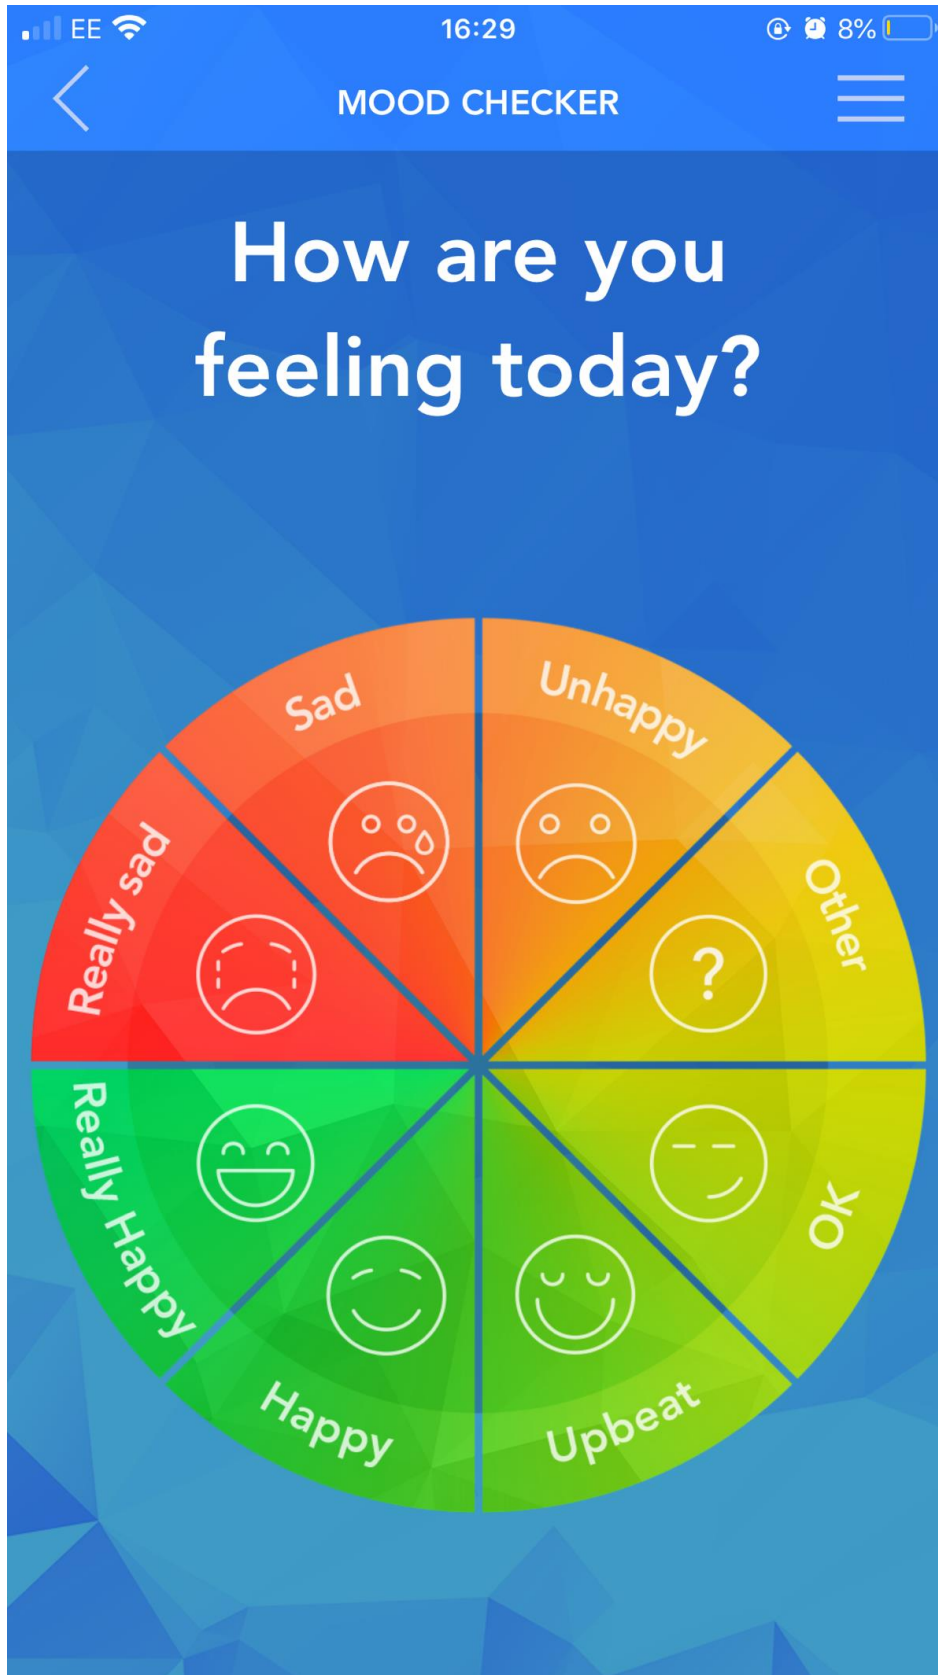 EE 16:29 8%
MOOD CHECKER
How are you
feeling today?
Sad
Unhappy
Really sad
Other
?
Really Happy
OK
Happy
Upbeat